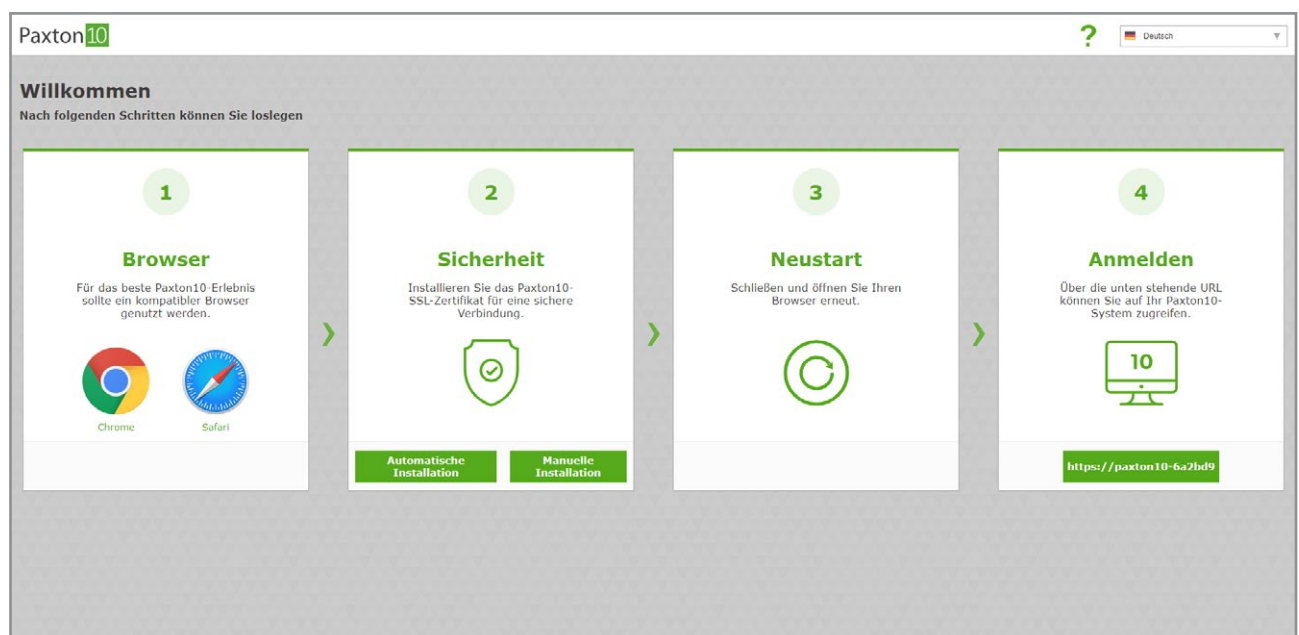 Paxton10
?
Deutsch
Willkommen
Nach folgenden Schritten können Sie loslegen
1
Browser
Für das beste Paxton10-Erlebnis
sollte ein kompatibler Browser
genutzt werden.
Chrome
Safari
2
Sicherheit
Installieren Sie das Paxton10-
SSL-Zertifikat für eine sichere
Verbindung.
Automatische
Installation
Manuelle
Installation
3
Neustart
Schließen und öffnen Sie Ihren
Browser erneut.
4
Anmelden
Über die unten stehende URL
können Sie auf Ihr Paxton10-
System zugreifen.
10
https://paxton10-6a2bd9